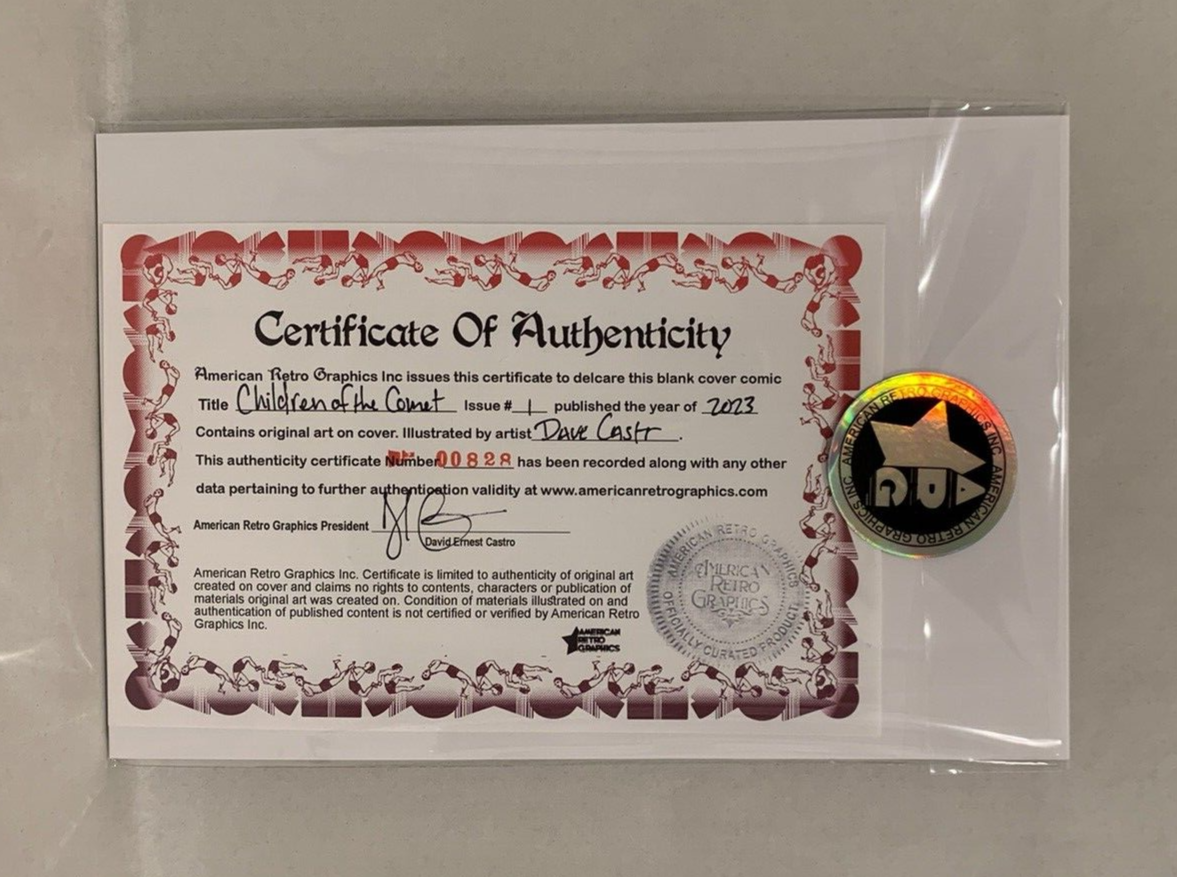 Certificate Of Authenticity
American Retro Graphics Inc issues this certificate to delcare this blank cover comic
Title Children of the Comet Issue # 1 published the year of 2023
Contains original art on cover. Illustrated by artist Dave Castr.
This authenticity certificate Number 00828 has been recorded along with any other
data pertaining to further authentication validity at www.americanretrographics.com
American Retro Graphics President
David Ernest Castro
American Retro Graphics Inc. Certificate is limited to authenticity of original art
created on cover and claims no rights to contents, characters or publication of
materials original art was created on. Condition of materials illustrated on and
authentication of published content is not certified or verified by American Retro
Graphics Inc.
AMERICAN
RETRO
GRAPHICS
AMERICAN RETRO GRAPHICS
AMERICAN
RETRO
GRAPHICS
OFFICIALLY CURATED PRODUCT
AMERICAN RETRO GRAPHICS INC. AMERICAN RETRO GRAPHICS INC.
ARG